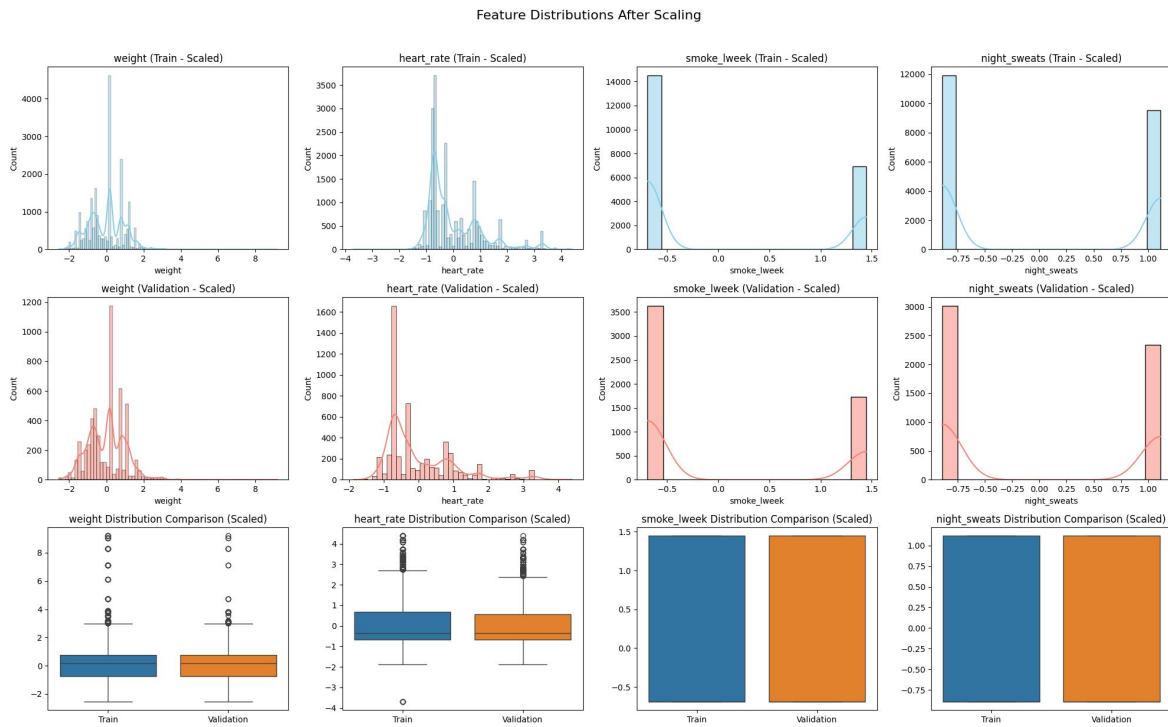 Feature Distributions After Scaling
weight (Train - Scaled)
heart_rate (Train - Scaled)
smoke_lweek (Train - Scaled)
night_sweats (Train - Scaled)
Count
4000
3000
2000
1000
0
−2 0 2 4 6 8
weight
Count
3500
3000
2500
2000
1500
1000
500
0
−4 −3 −2 −1 0 1 2 3 4
heart_rate
Count
14000
12000
10000
8000
6000
4000
2000
0
−0.5 0.0 0.5 1.0 1.5
smoke_lweek
Count
12000
10000
8000
6000
4000
2000
0
−0.75 −0.50 −0.25 0.00 0.25 0.50 0.75 1.00
night_sweats
weight (Validation - Scaled)
heart_rate (Validation - Scaled)
smoke_lweek (Validation - Scaled)
night_sweats (Validation - Scaled)
Count
1200
1000
800
600
400
200
0
−2 0 2 4 6 8
weight
Count
1600
1400
1200
1000
800
600
400
200
0
−2 −1 0 1 2 3 4
heart_rate
Count
3500
3000
2500
2000
1500
1000
500
0
−0.5 0.0 0.5 1.0 1.5
smoke_lweek
Count
3000
2500
2000
1500
1000
500
0
−0.75 −0.50 −0.25 0.00 0.25 0.50 0.75 1.00
night_sweats
weight Distribution Comparison (Scaled)
heart_rate Distribution Comparison (Scaled)
smoke_lweek Distribution Comparison (Scaled)
night_sweats Distribution Comparison (Scaled)
8
6
4
2
0
−2
Train Validation
4
3
2
1
0
−1
−2
−3
−4
Train Validation
1.5
1.0
0.5
0.0
−0.5
Train Validation
1.00
0.75
0.50
0.25
0.00
−0.25
−0.50
−0.75
Train Validation